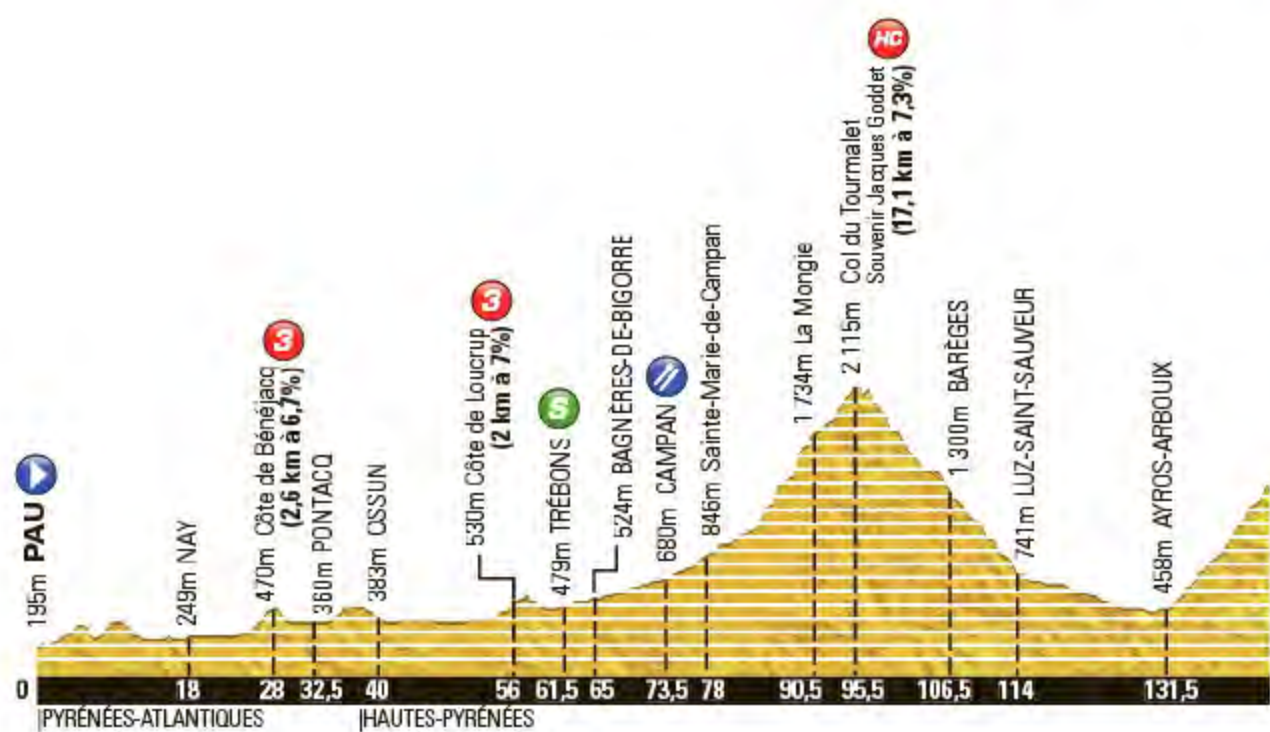 195m PAU
249m NAY
470m Côte de Bénéjacq
(2,6 km à 6,7%)
3
360m PONTACQ
383m OSSUN
530m Côte de Loucrup
(2 km à 7%)
3
479m TRÉBONS
S
524m BAGNÈRES-DE-BIGORRE
680m CAMPAN
846m Sainte-Marie-de-Campan
1 734m La Mongie
2 115m Col du Tourmalet
Souvenir Jacques Goddet
(17,1 km à 7,3%)
HC
1 300m BARÈGES
741m LUZ-SAINT-SAUVEUR
458m AYROS-ARBOUIX
0 18 28 32,5 40 56 61,5 65 73,5 78 90,5 95,5 106,5 114 131,5
PYRÉNÉES-ATLANTIQUES HAUTES-PYRÉNÉES